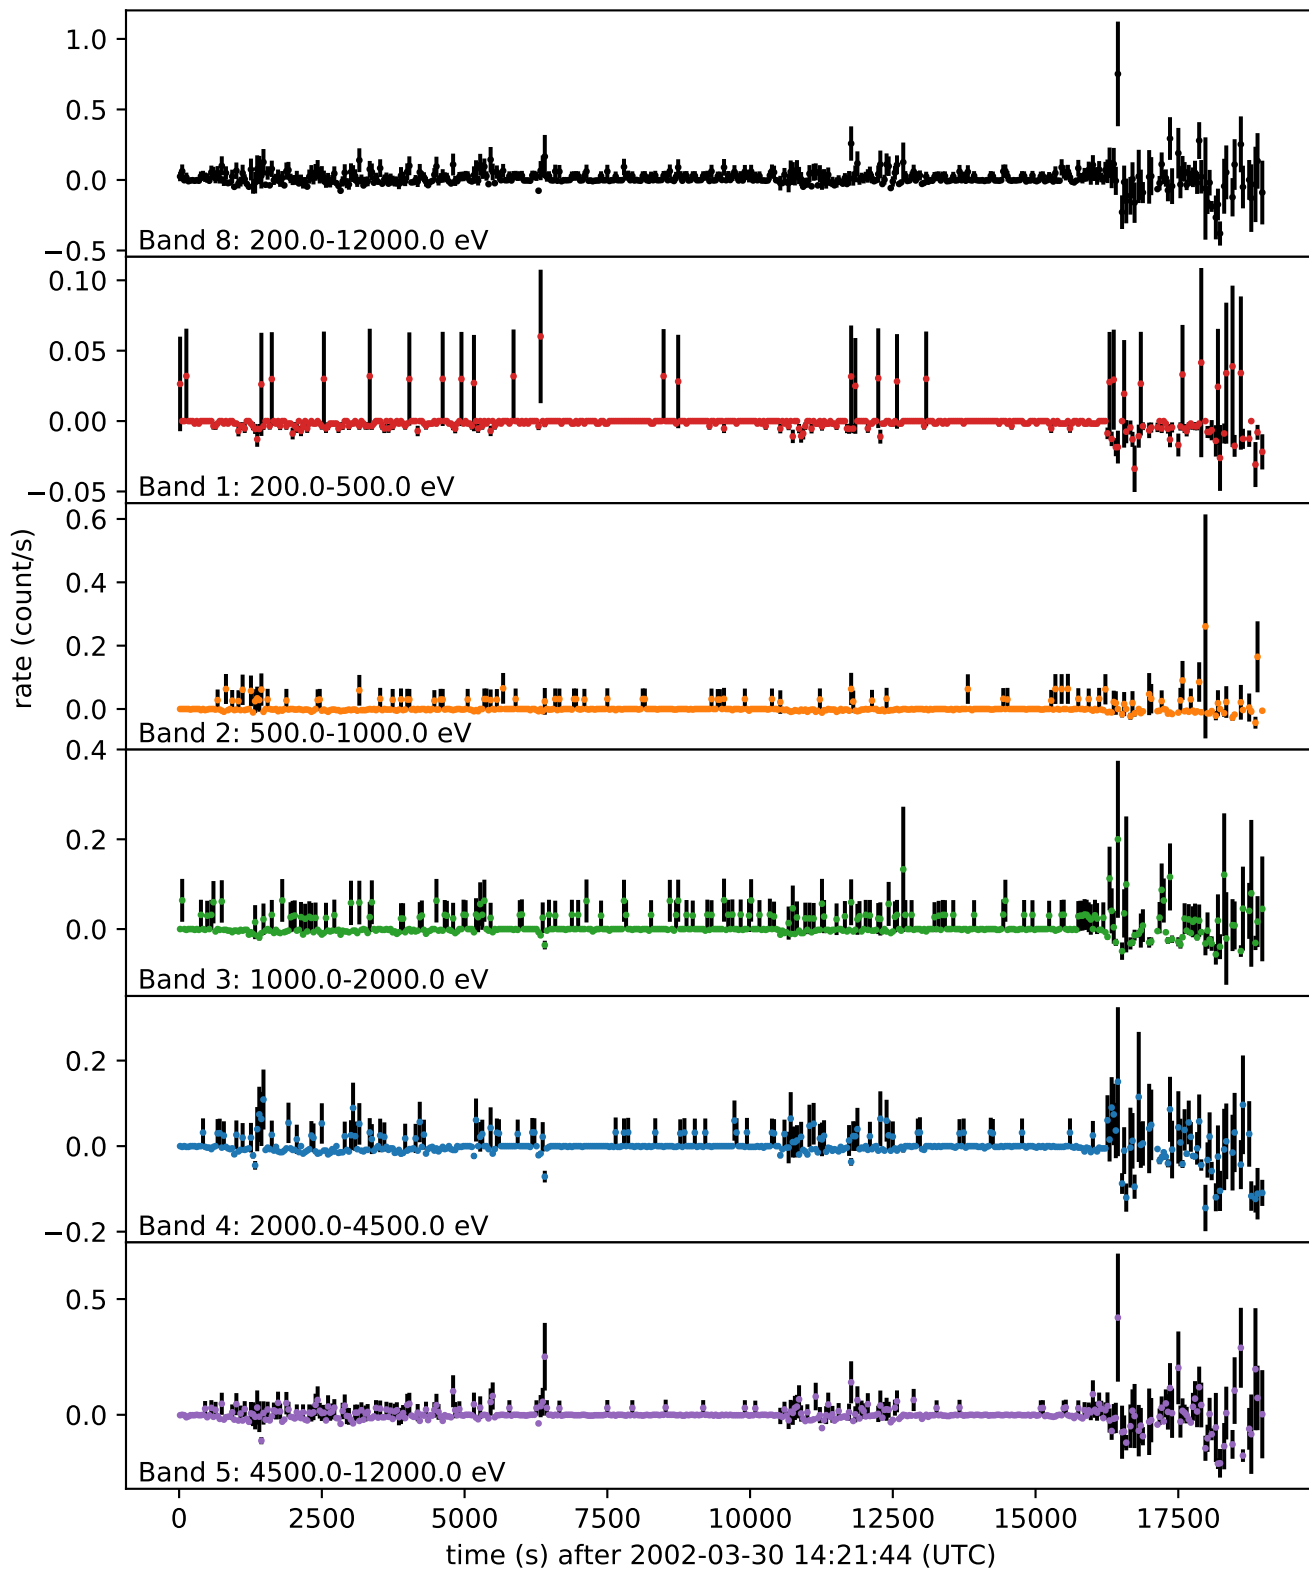 1.0
0.5
0.0
−0.5
Band 8: 200.0-12000.0 eV
0.10
0.05
0.00
−0.05
Band 1: 200.0-500.0 eV
0.6
0.4
0.2
0.0
Band 2: 500.0-1000.0 eV
rate (count/s)
0.4
0.2
0.0
Band 3: 1000.0-2000.0 eV
0.2
0.0
−0.2
Band 4: 2000.0-4500.0 eV
0.5
0.0
Band 5: 4500.0-12000.0 eV
0 2500 5000 7500 10000 12500 15000 17500
time (s) after 2002-03-30 14:21:44 (UTC)